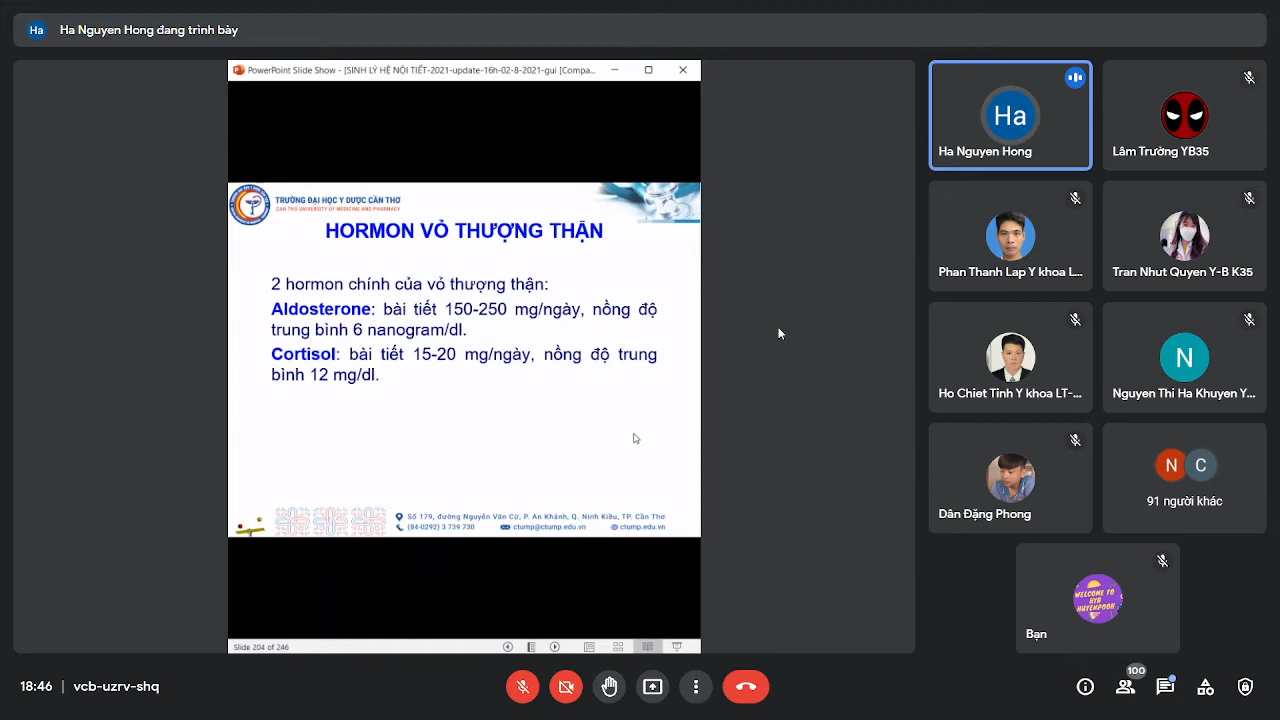 Ha
Ha Nguyen Hong đang trình bày
PowerPoint Slide Show - [SINH LÝ HỆ NỘI TIẾT-2021-update-16h-02-8-2021-gui [Compa...
TRƯỜNG ĐẠI HỌC Y DƯỢC CẦN THƠ
CAN THO UNIVERSITY OF MEDICINE AND PHARMACY
HORMON VỎ THƯỢNG THẬN
2 hormon chính của vỏ thượng thận:
Aldosterone: bài tiết 150-250 mg/ngày, nồng độ
trung bình 6 nanogram/dl.
Cortisol: bài tiết 15-20 mg/ngày, nồng độ trung
bình 12 mg/dl.
Số 179, đường Nguyễn Văn Cừ, P. An Khánh, Q. Ninh Kiều, TP. Cần Thơ
(84-0292) 3 739 730 ctump@ctump.edu.vn ctump.edu.vn
Slide 204 of 246
Ha
Ha Nguyen Hong
Lâm Trường YB35
Phan Thanh Lap Y khoa L...
Tran Nhut Quyen Y-B K35
Ho Chiet Tinh Y khoa LT-...
N
Nguyen Thi Ha Khuyen Y...
Dân Đặng Phong
N C
91 người khác
WELCOME TO
HYB
HUYENPOOH
Bạn
18:46 | vcb-uzrv-shq
100